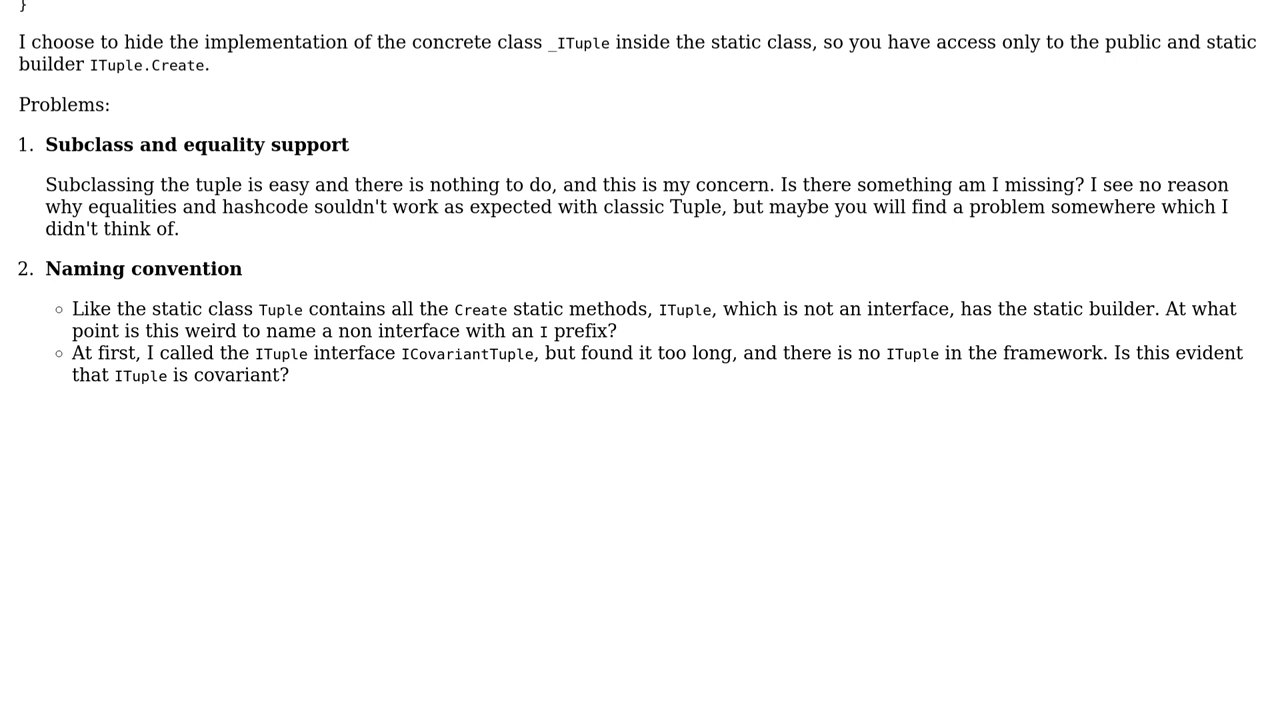 }
I choose to hide the implementation of the concrete class _ITuple inside the static class, so you have access only to the public and static
builder ITuple.Create.
Problems:
1. Subclass and equality support
Subclassing the tuple is easy and there is nothing to do, and this is my concern. Is there something am I missing? I see no reason
why equalities and hashcode souldn't work as expected with classic Tuple, but maybe you will find a problem somewhere which I
didn't think of.
2. Naming convention
◦ Like the static class Tuple contains all the Create static methods, ITuple, which is not an interface, has the static builder. At what
point is this weird to name a non interface with an I prefix?
◦ At first, I called the ITuple interface ICovariantTuple, but found it too long, and there is no ITuple in the framework. Is this evident
that ITuple is covariant?